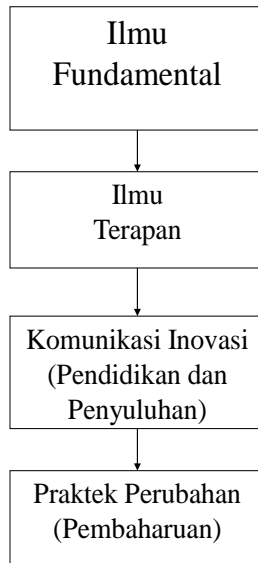 Ilmu
Fundamental
Ilmu
Terapan
Komunikasi Inovasi
(Pendidikan dan
Penyuluhan)
Praktek Perubahan
(Pembaharuan)